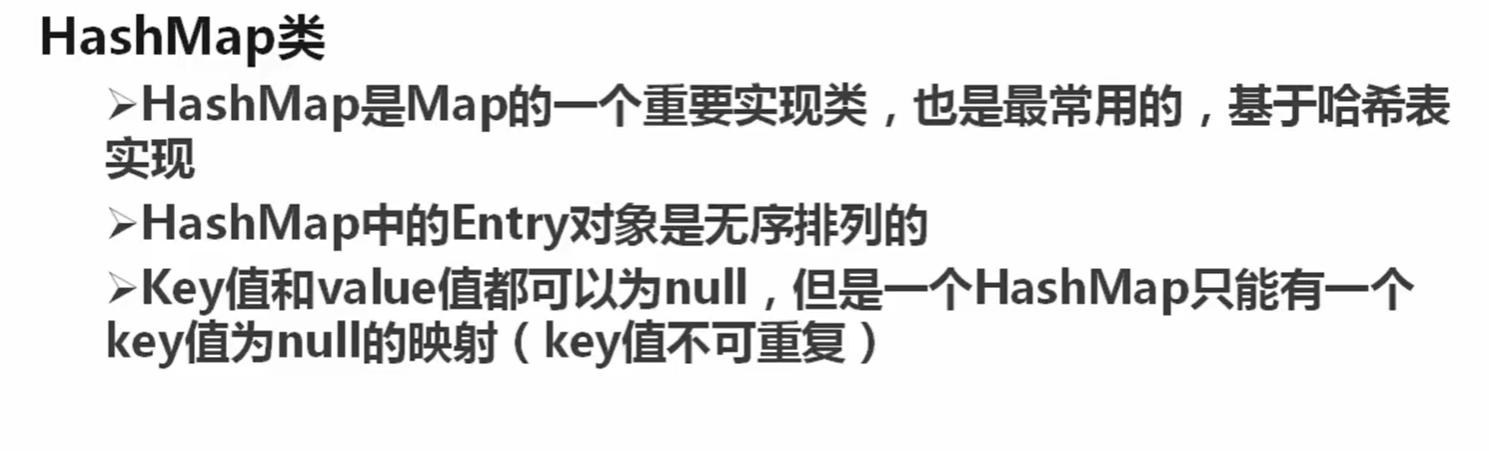 HashMap类
➢HashMap是Map的一个重要实现类，也是最常用的，基于哈希表
实现
➢HashMap中的Entry对象是无序排列的
➢Key值和value值都可以为null，但是一个HashMap只能有一个
key值为null的映射（key值不可重复）